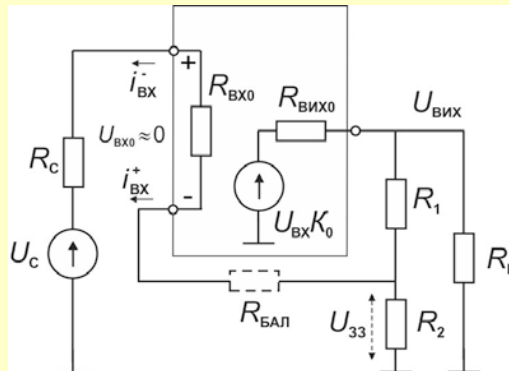 +
i⁻вх
Rвх0
Rвих0
Uвих
Uвх0≈0
Rс
i⁺вх
-
UвхK0
R1
Uс
Rбал
Uзз
R2